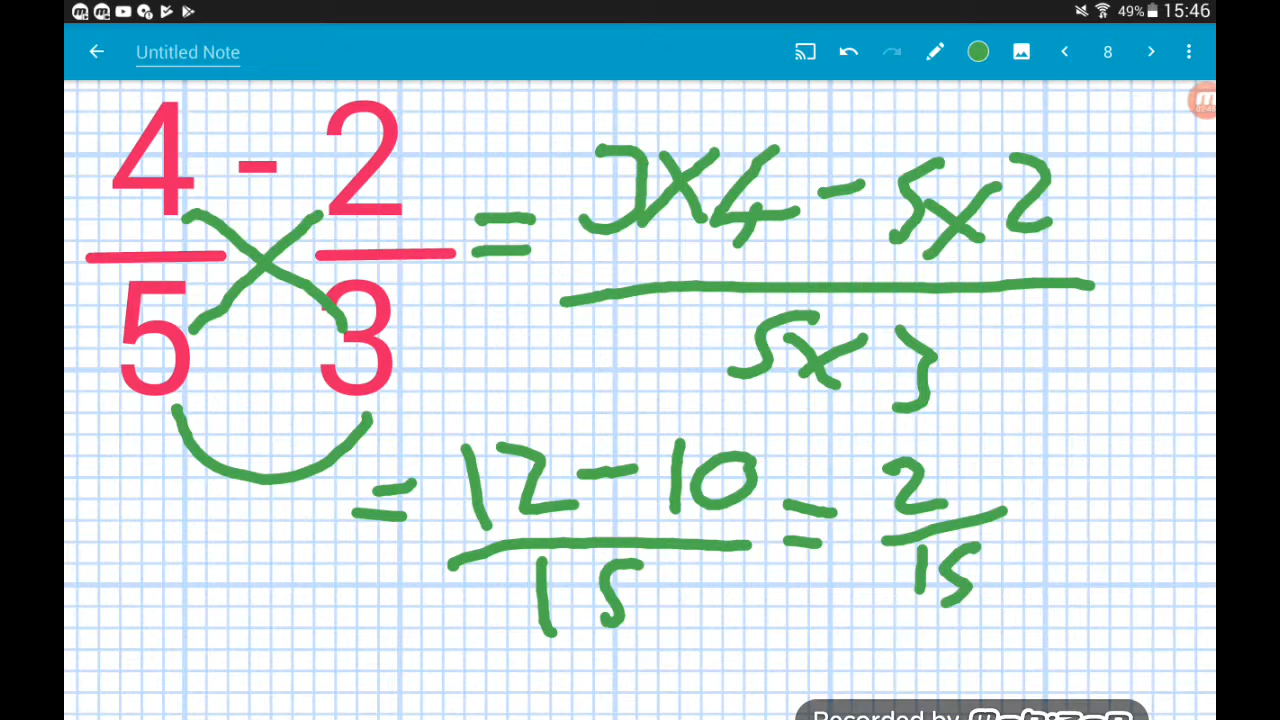 49% 15:46
Untitled Note 8
4 - 2 = 3x4 - 5x2
5 3 5x3
= 12 - 10 = 2
15 15
Recorded by